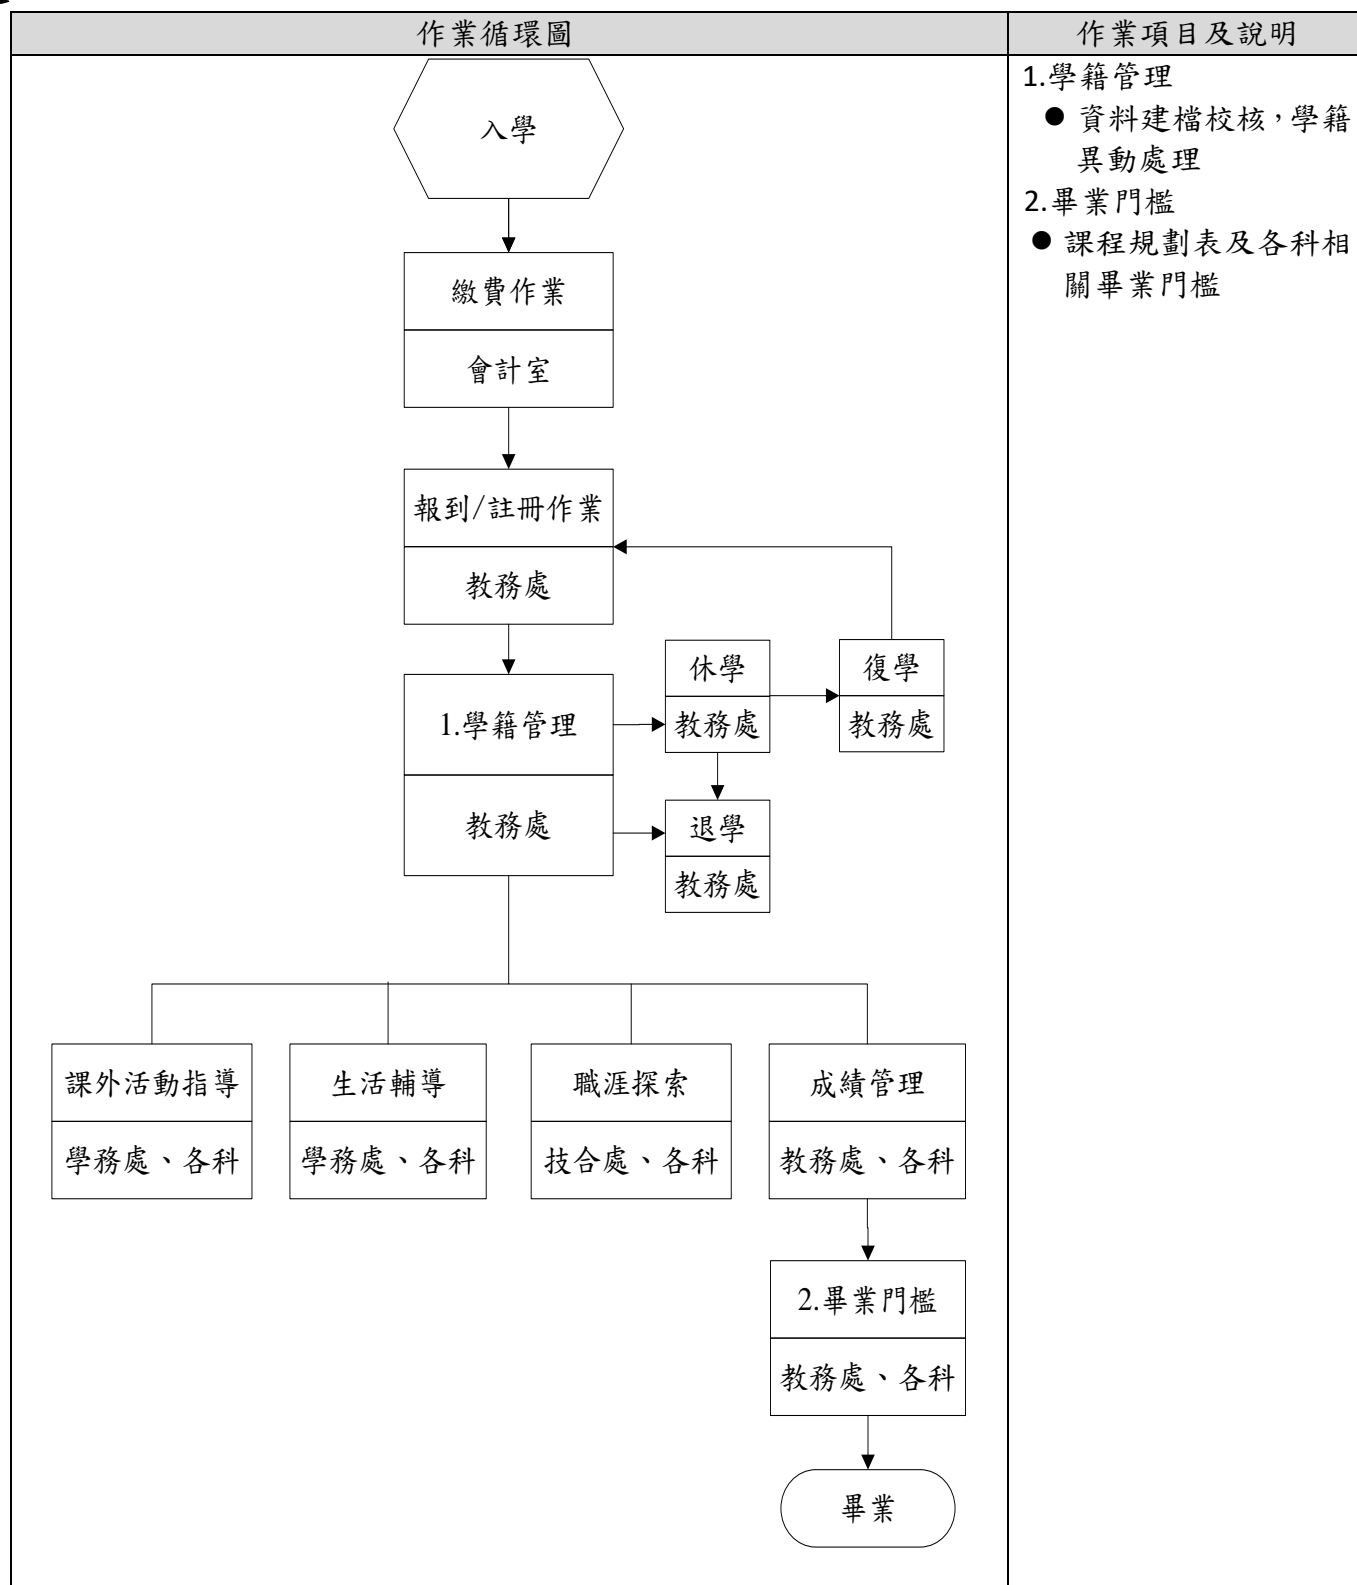 作業循環圖
作業項目及說明
入學
繳費作業
會計室
報到/註冊作業
教務處
1.學籍管理
教務處
休學
教務處
復學
教務處
退學
教務處
課外活動指導
學務處、各科
生活輔導
學務處、各科
職涯探索
技合處、各科
成績管理
教務處、各科
2.畢業門檻
教務處、各科
畢業
1.學籍管理
● 資料建檔校核,學籍
異動處理
2.畢業門檻
● 課程規劃表及各科相
關畢業門檻